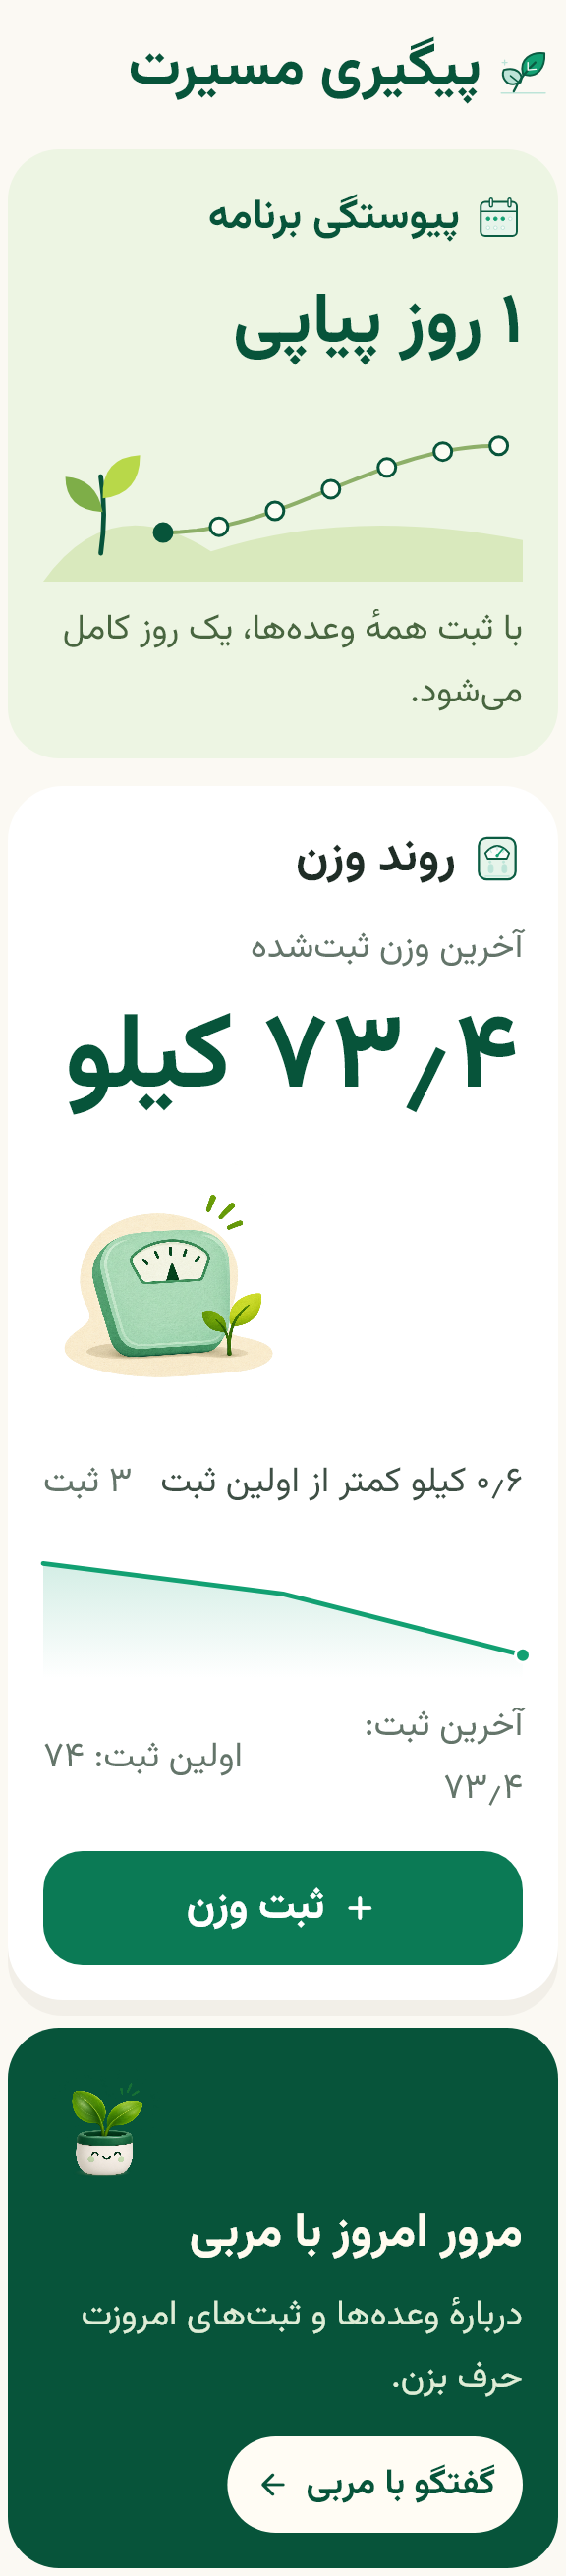 پیگیری مسیرت
پیوستگی برنامه
۱ روز پیاپی
با ثبت همهٔ وعده‌ها، یک روز کامل
می‌شود.
روند وزن
آخرین وزن ثبت‌شده
۷۳٫۴ کیلو
۰٫۶ کیلو کمتر از اولین ثبت
۳ ثبت
آخرین ثبت:
۷۳٫۴
اولین ثبت: ۷۴
+ ثبت وزن
مرور امروز با مربی
دربارهٔ وعده‌ها و ثبت‌های امروزت
حرف بزن.
گفتگو با مربی ←